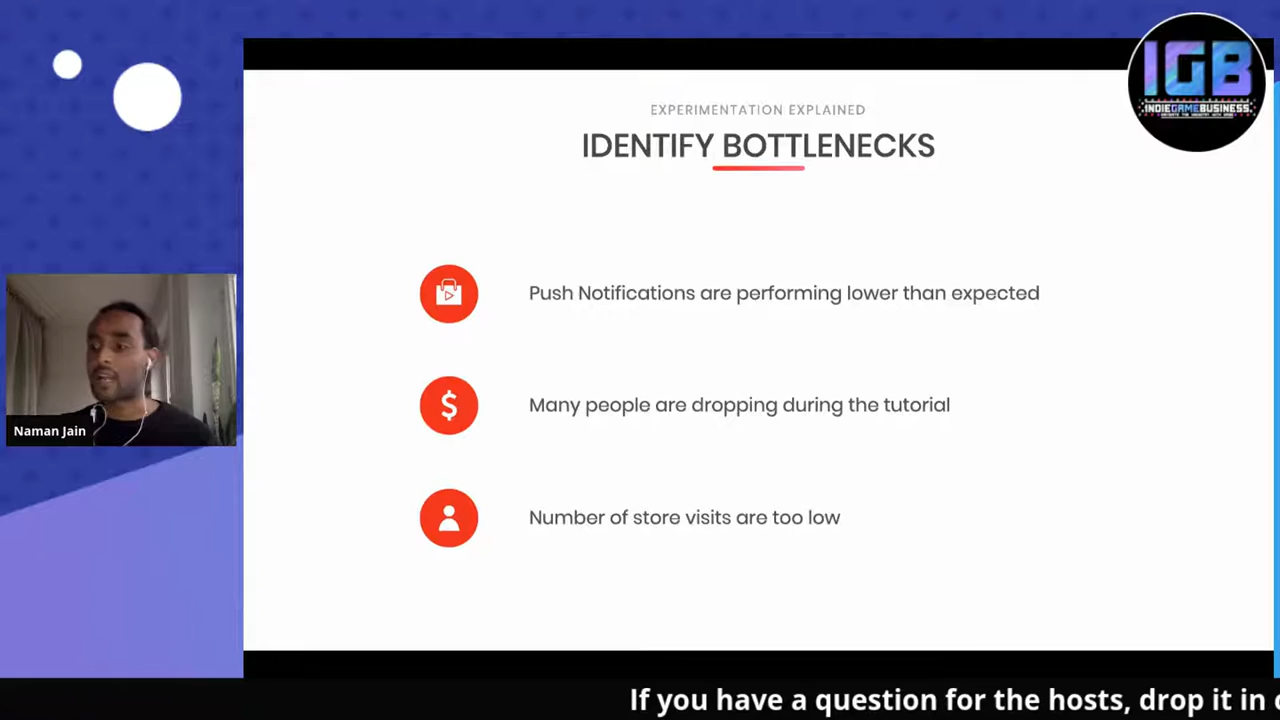 IGB
INDIEGAMEBUSINESS
EXPERIMENTATION EXPLAINED
IDENTIFY BOTTLENECKS
Push Notifications are performing lower than expected
$
Many people are dropping during the tutorial
Naman Jain
Number of store visits are too low
If you have a question for the hosts, drop it in